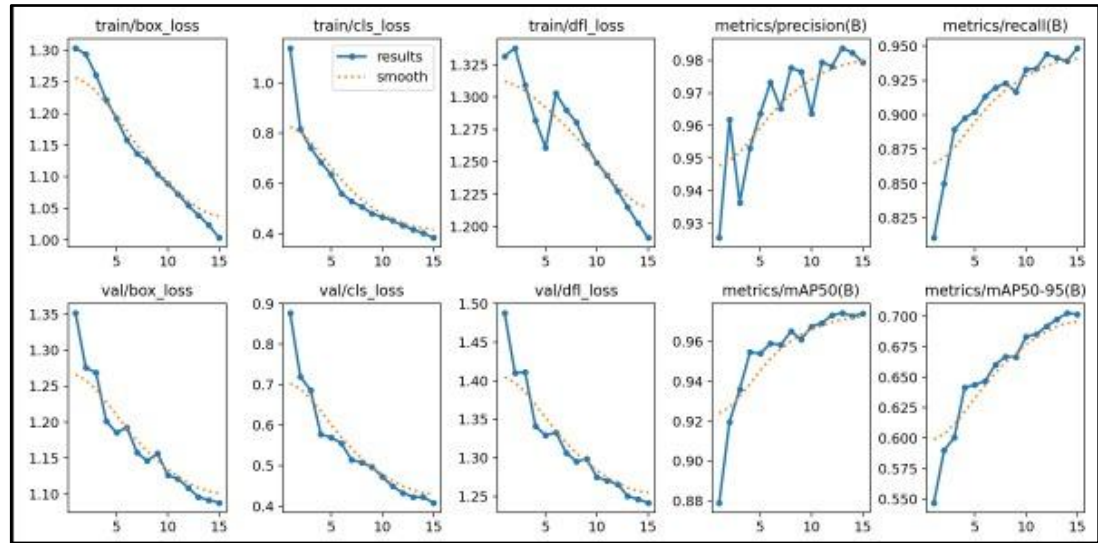 train/box_loss
1.30
1.25
1.20
1.15
1.10
1.05
1.00
5 10 15
train/cls_loss
results
smooth
1.0
0.8
0.6
0.4
5 10 15
train/dfl_loss
1.325
1.300
1.275
1.250
1.225
1.200
5 10 15
metrics/precision(B)
0.98
0.97
0.96
0.95
0.94
0.93
5 10 15
metrics/recall(B)
0.950
0.925
0.900
0.875
0.850
0.825
5 10 15
val/box_loss
1.35
1.30
1.25
1.20
1.15
1.10
5 10 15
val/cls_loss
0.9
0.8
0.7
0.6
0.5
0.4
5 10 15
val/dfl_loss
1.50
1.45
1.40
1.35
1.30
1.25
5 10 15
metrics/mAP50(B)
0.96
0.94
0.92
0.90
0.88
5 10 15
metrics/mAP50-95(B)
0.700
0.675
0.650
0.625
0.600
0.575
0.550
5 10 15